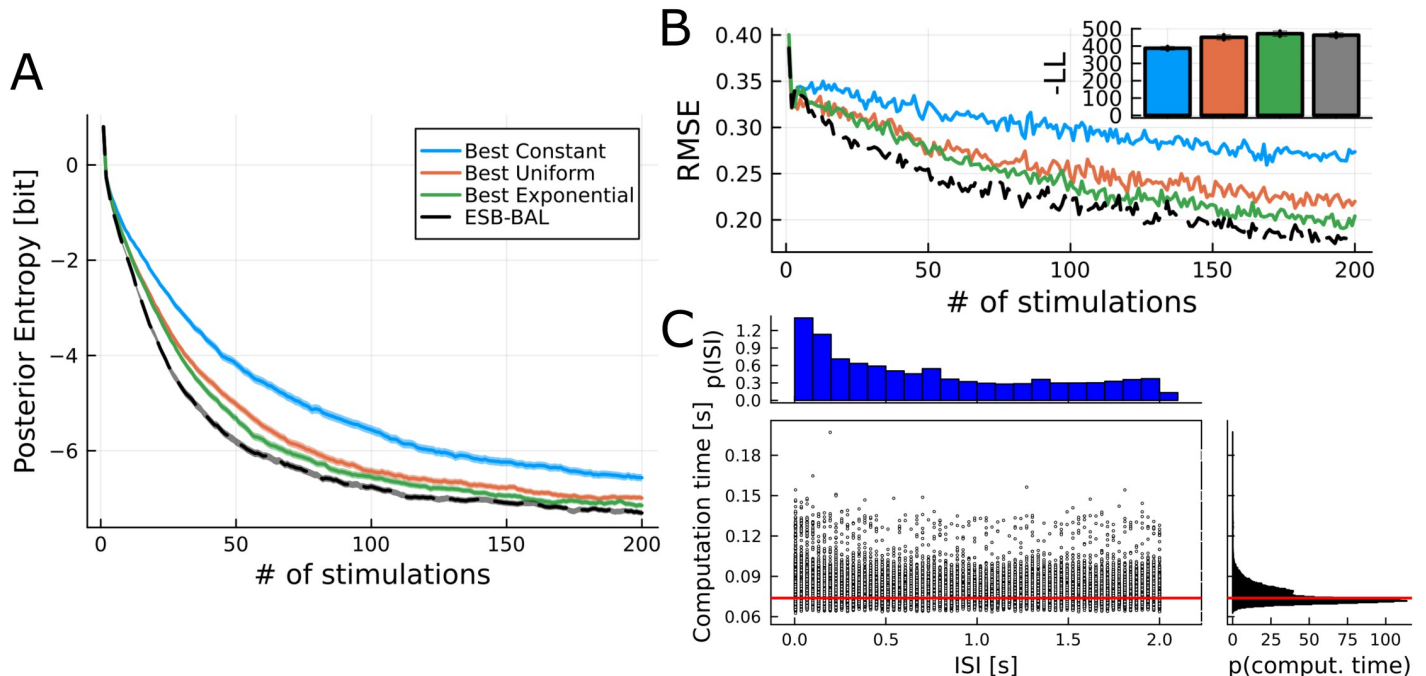 A
Posterior Entropy [bit]
0
−2
−4
−6
0 50 100 150 200
# of stimulations
Best Constant
Best Uniform
Best Exponential
ESB-BAL
B
RMSE
0.40
0.35
0.30
0.25
0.20
0 50 100 150 200
# of stimulations
-LL
500
400
300
200
100
0
C
p(ISI)
1.2
0.9
0.6
0.3
0.0
Computation time [s]
0.18
0.15
0.12
0.09
0.06
0.0 0.5 1.0 1.5 2.0
ISI [s]
0 25 50 75 100
p(comput. time)